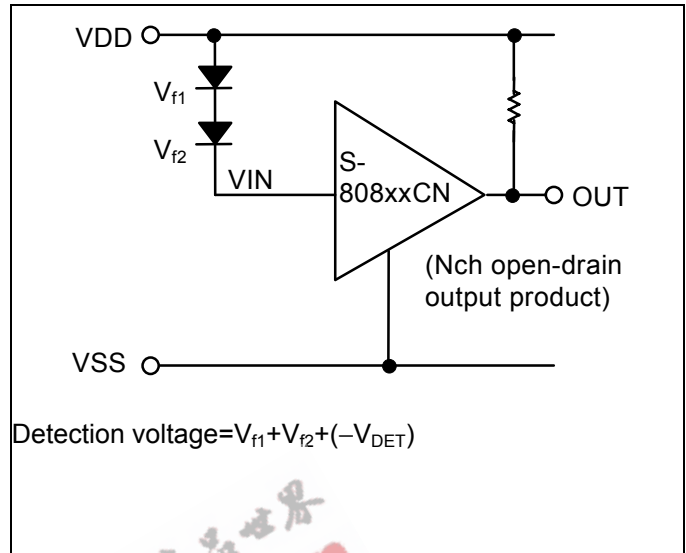 VDD
Vf1
Vf2
VIN
S-
808xxCN
OUT
(Nch open-drain
output product)
VSS
Detection voltage=Vf1+Vf2+(−VDET)